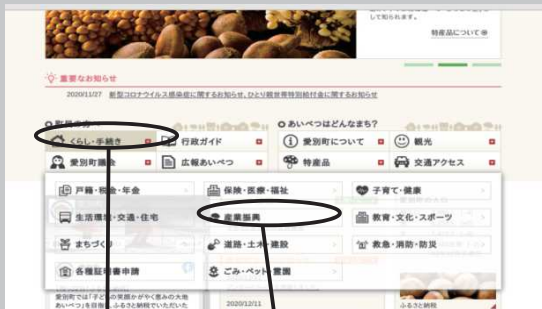 して知られます。
特産品について
重要なお知らせ
2020/11/27 新型コロナウイルス感染症に関するお知らせ、ひとり親世帯特別給付金に関するお知らせ
あいべつはどんなまち?
くらし・手続き
行政ガイド
愛別町について
観光
愛別町議会
広報あいべつ
特産品
交通アクセス
戸籍・税金・年金
保険・医療・福祉
子育て・健康
生活環境・交通・住宅
産業振興
教育・文化・スポーツ
まちづくり
道路・土木・建設
救急・消防・防災
各種証明書申請
ごみ・ペット・霊園
愛別町では「子どもの笑顔かがやく恵みの大地
あいべつ」を目指し、ふるさと納税でいただいた
2020/12/11
ふるさと納税